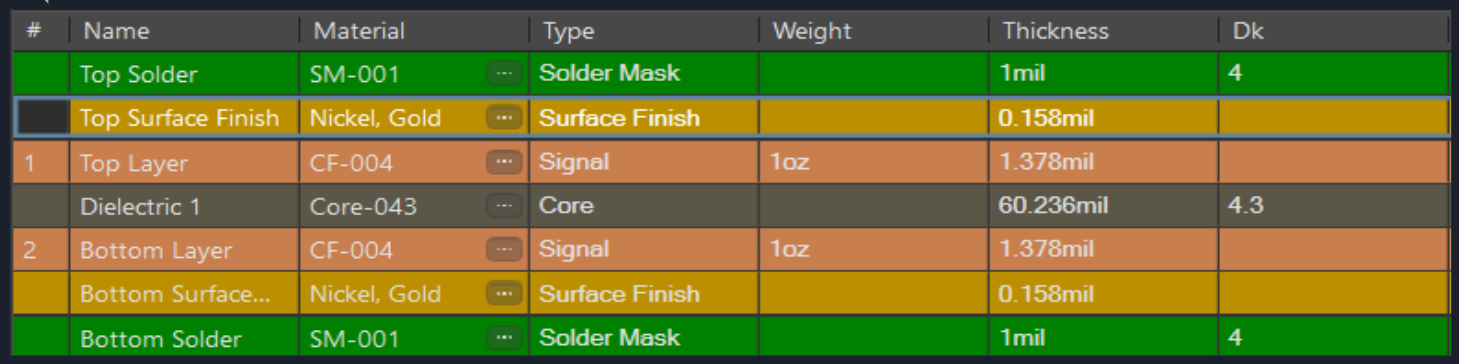 # Name Material Type Weight Thickness Dk
Top Solder SM-001 ... Solder Mask 1mil 4
Top Surface Finish Nickel, Gold ... Surface Finish 0.158mil
1 Top Layer CF-004 ... Signal 1oz 1.378mil
Dielectric 1 Core-043 ... Core 60.236mil 4.3
2 Bottom Layer CF-004 ... Signal 1oz 1.378mil
Bottom Surface... Nickel, Gold ... Surface Finish 0.158mil
Bottom Solder SM-001 ... Solder Mask 1mil 4